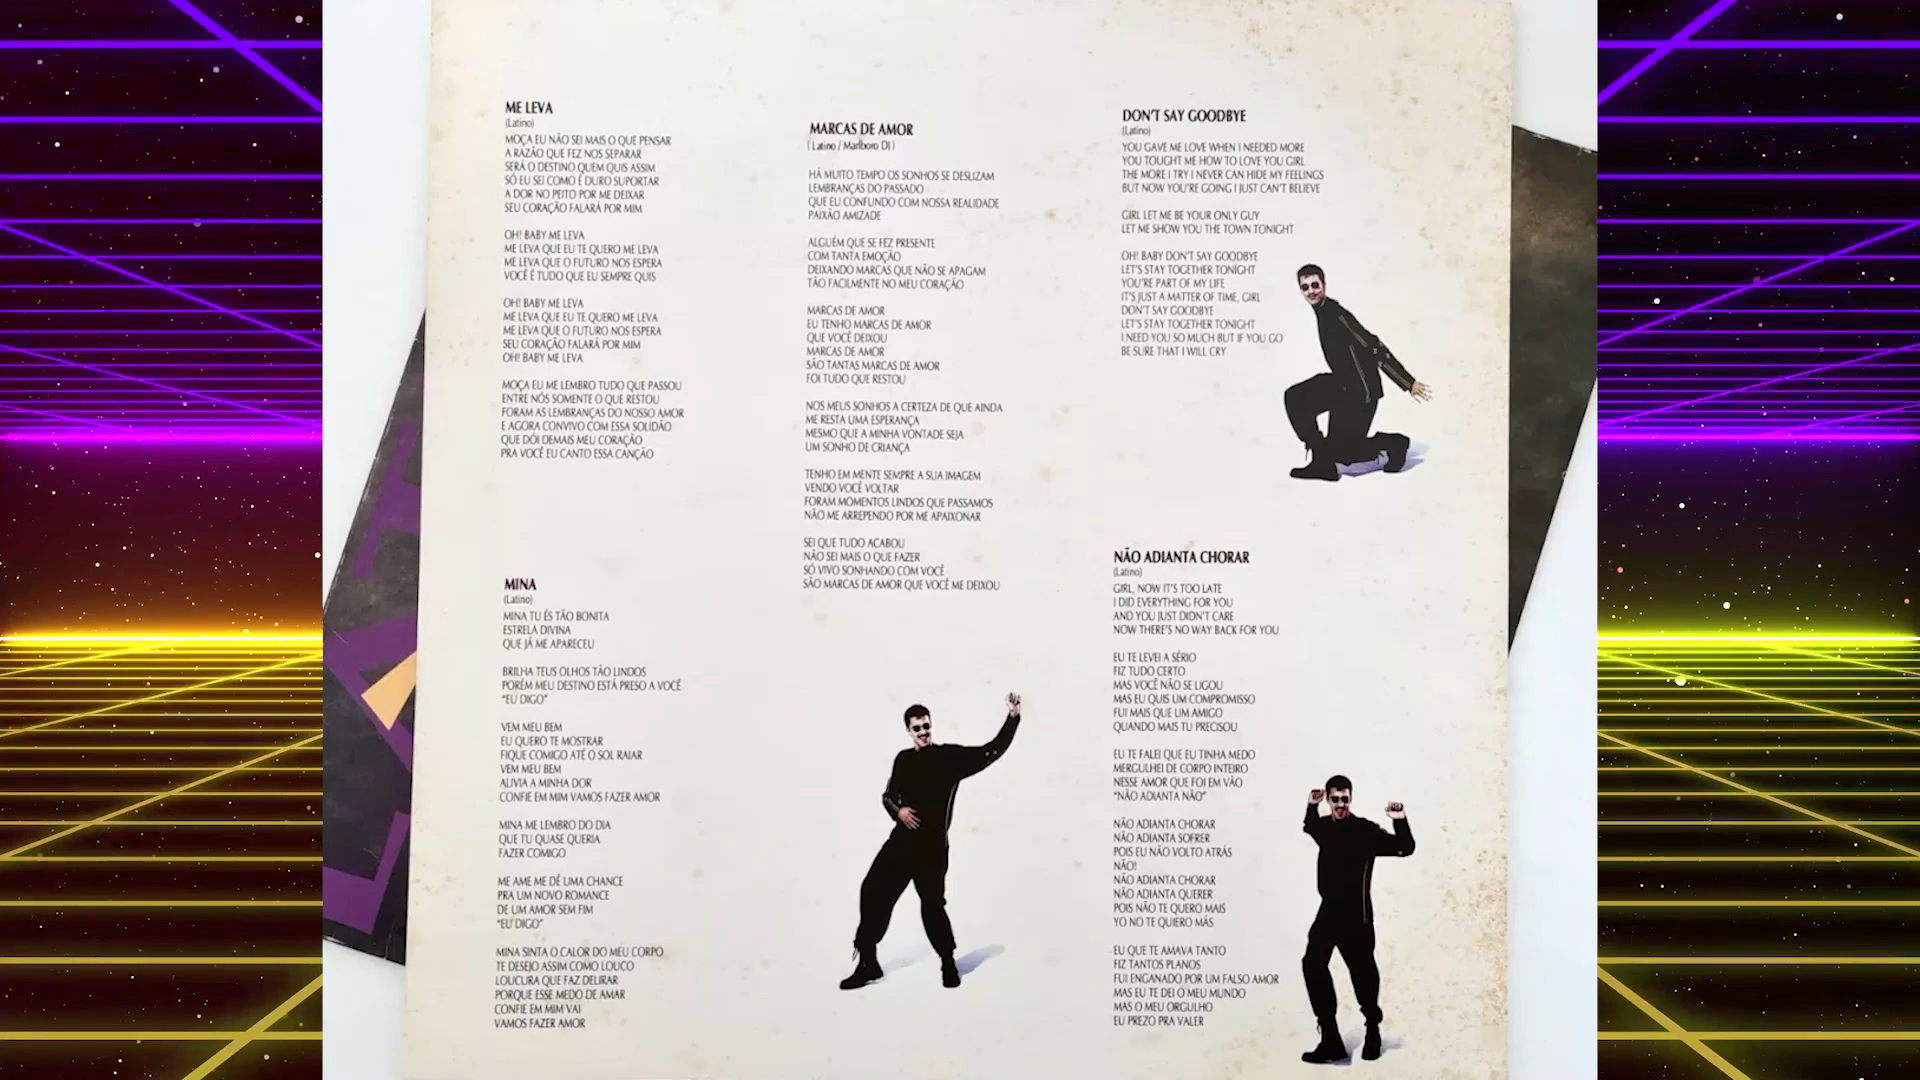 ME LEVA
(Latino)
MOÇA EU NÃO SEI MAIS O QUE PENSAR
A RAZÃO QUE FEZ NOS SEPARAR
SERÁ O DESTINO QUEM QUIS ASSIM
SÓ EU SEI COMO É DURO SUPORTAR
A DOR NO PEITO POR ME DEIXAR
SEU CORAÇÃO FALARÁ POR MIM
OH! BABY ME LEVA
ME LEVA QUE EU TE QUERO ME LEVA
ME LEVA QUE O FUTURO NOS ESPERA
VOCÊ É TUDO QUE EU SEMPRE QUIS
OH! BABY ME LEVA
ME LEVA QUE EU TE QUERO ME LEVA
ME LEVA QUE O FUTURO NOS ESPERA
SEU CORAÇÃO FALARÁ POR MIM
OH! BABY ME LEVA
MOÇA EU ME LEMBRO TUDO QUE PASSOU
ENTRE NÓS SOMENTE O QUE RESTOU
FORAM AS LEMBRANÇAS DO NOSSO AMOR
E AGORA CONVIVO COM ESSA SOLIDÃO
QUE DÓI DEMAIS MEU CORAÇÃO
PRA VOCÊ EU CANTO ESSA CANÇÃO
MINA
(Latino)
MINA TU ÉS TÃO BONITA
ESTRELA DIVINA
QUE JÁ ME APARECEU
BRILHA TEUS OLHOS TÃO LINDOS
PORÉM MEU DESTINO ESTÁ PRESO A VOCÊ
"EU DIGO"
VEM MEU BEM
EU QUERO TE MOSTRAR
FIQUE COMIGO ATÉ O SOL RAIAR
VEM MEU BEM
ALIVIA A MINHA DOR
CONFIE EM MIM VAMOS FAZER AMOR
MINA ME LEMBRO DO DIA
QUE TU QUASE QUERIA
FAZER COMIGO
ME AME ME DÊ UMA CHANCE
PRA UM NOVO ROMANCE
DE UM AMOR SEM FIM
"EU DIGO"
MINA SINTA O CALOR DO MEU CORPO
TE DESEJO ASSIM COMO LOUCO
LOUCURA QUE FAZ DELIRAR
PORQUE ESSE MEDO DE AMAR
CONFIE EM MIM VAI
VAMOS FAZER AMOR
MARCAS DE AMOR
( Latino / Marlboro DJ )
HÁ MUITO TEMPO OS SONHOS SE DESLIZAM
LEMBRANÇAS DO PASSADO
QUE EU CONFUNDO COM NOSSA REALIDADE
PAIXÃO AMIZADE
ALGUÉM QUE SE FEZ PRESENTE
COM TANTA EMOÇÃO
DEIXANDO MARCAS QUE NÃO SE APAGAM
TÃO FACILMENTE NO MEU CORAÇÃO
MARCAS DE AMOR
EU TENHO MARCAS DE AMOR
QUE VOCÊ DEIXOU
MARCAS DE AMOR
SÃO TANTAS MARCAS DE AMOR
FOI TUDO QUE RESTOU
NOS MEUS SONHOS A CERTEZA DE QUE AINDA
ME RESTA UMA ESPERANÇA
MESMO QUE A MINHA VONTADE SEJA
UM SONHO DE CRIANÇA
TENHO EM MENTE SEMPRE A SUA IMAGEM
VENDO VOCÊ VOLTAR
FORAM MOMENTOS LINDOS QUE PASSAMOS
NÃO ME ARREPENDO POR ME APAIXONAR
SEI QUE TUDO ACABOU
NÃO SEI MAIS O QUE FAZER
SÓ VIVO SONHANDO COM VOCÊ
SÃO MARCAS DE AMOR QUE VOCÊ ME DEIXOU
DON'T SAY GOODBYE
(Latino)
YOU GAVE ME LOVE WHEN I NEEDED MORE
YOU TOUGHT ME HOW TO LOVE YOU GIRL
THE MORE I TRY I NEVER CAN HIDE MY FEELINGS
BUT NOW YOU'RE GOING I JUST CAN'T BELIEVE
GIRL LET ME BE YOUR ONLY GUY
LET ME SHOW YOU THE TOWN TONIGHT
OH! BABY DON'T SAY GOODBYE
LET'S STAY TOGETHER TONIGHT
YOU'RE PART OF MY LIFE
IT'S JUST A MATTER OF TIME, GIRL
DON'T SAY GOODBYE
LET'S STAY TOGETHER TONIGHT
I NEED YOU SO MUCH BUT IF YOU GO
BE SURE THAT I WILL CRY
NÃO ADIANTA CHORAR
(Latino)
GIRL, NOW IT'S TOO LATE
I DID EVERYTHING FOR YOU
AND YOU JUST DIDN'T CARE
NOW THERE'S NO WAY BACK FOR YOU
EU TE LEVEI A SÉRIO
FIZ TUDO CERTO
MAS VOCÊ NÃO SE LIGOU
MAS EU QUIS UM COMPROMISSO
FUI MAIS QUE UM AMIGO
QUANDO MAIS TU PRECISOU
EU TE FALEI QUE EU TINHA MEDO
MERGULHEI DE CORPO INTEIRO
NESSE AMOR QUE FOI EM VÃO
"NÃO ADIANTA NÃO"
NÃO ADIANTA CHORAR
NÃO ADIANTA SOFRER
POIS EU NÃO VOLTO ATRÁS
NÃO!
NÃO ADIANTA CHORAR
NÃO ADIANTA QUERER
POIS NÃO TE QUERO MAIS
YO NO TE QUIERO MÁS
EU QUE TE AMAVA TANTO
FIZ TANTOS PLANOS
FUI ENGANADO POR UM FALSO AMOR
MAS EU TE DEI O MEU MUNDO
MAS O MEU ORGULHO
EU PREZO PRA VALER